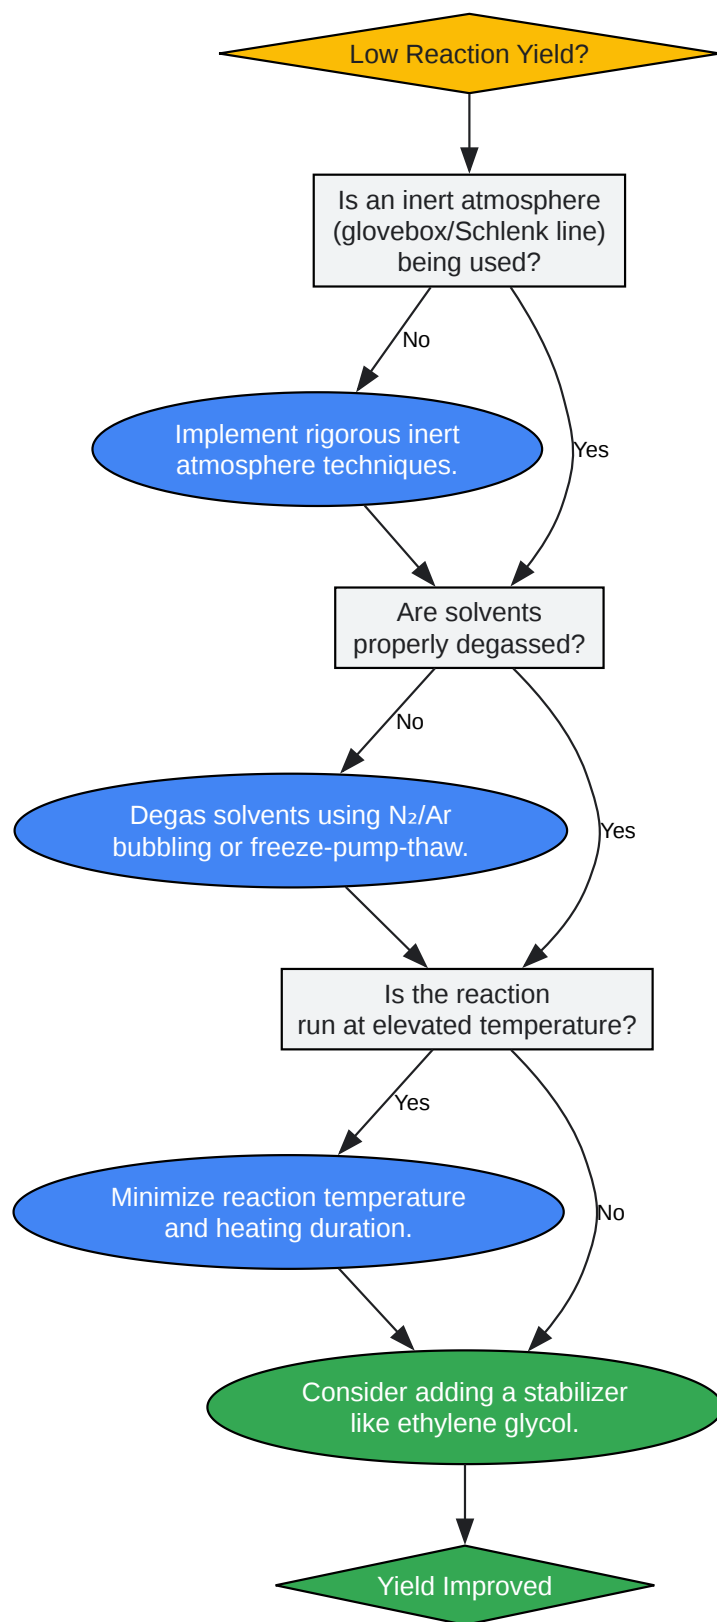 Low Reaction Yield?
Is an inert atmosphere
(glovebox/Schlenk line)
being used?
No
Implement rigorous inert
atmosphere techniques.
Yes
Are solvents
properly degassed?
No
Degas solvents using N₂/Ar
bubbling or freeze-pump-thaw.
Yes
Is the reaction
run at elevated temperature?
Yes
Minimize reaction temperature
and heating duration.
No
Consider adding a stabilizer
like ethylene glycol.
Yield Improved